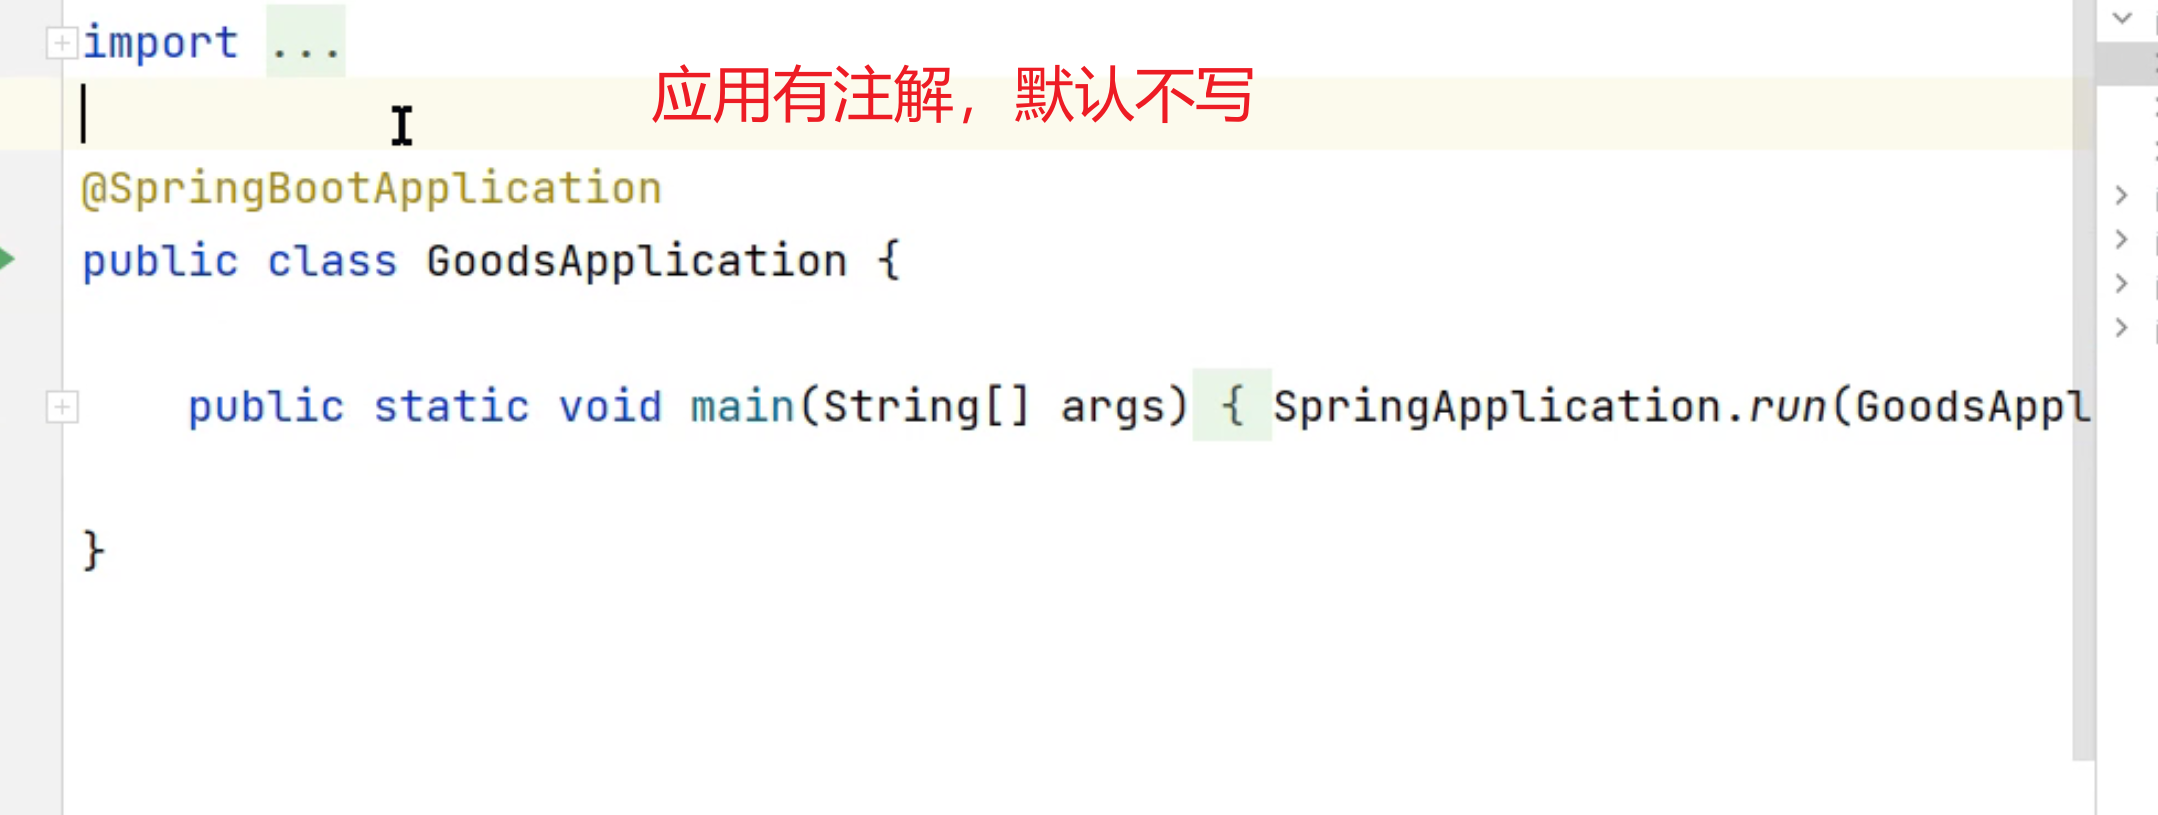 import ...
应用有注解，默认不写
@SpringBootApplication
public class GoodsApplication {
public static void main(String[] args) { SpringApplication.run(GoodsAppl
}